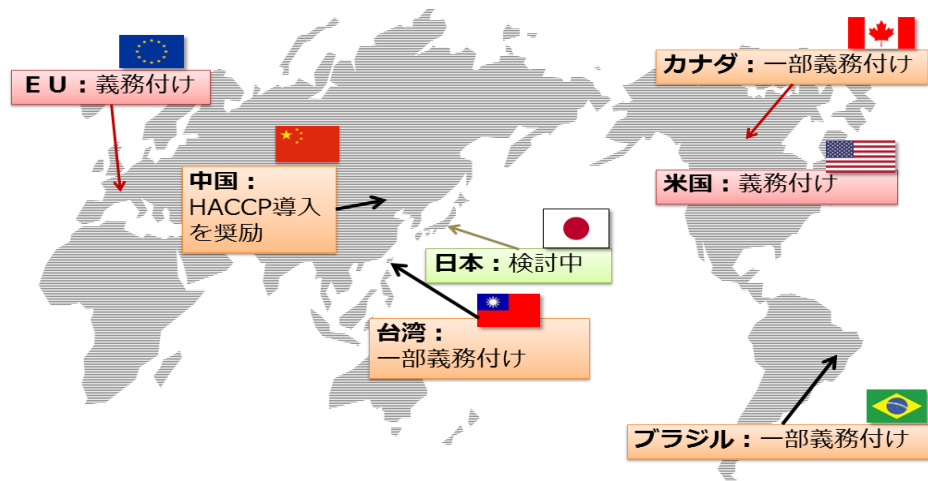 EU：義務付け
カナダ：一部義務付け
中国：
HACCP導入
を奨励
米国：義務付け
日本：検討中
台湾：
一部義務付け
ブラジル：一部義務付け